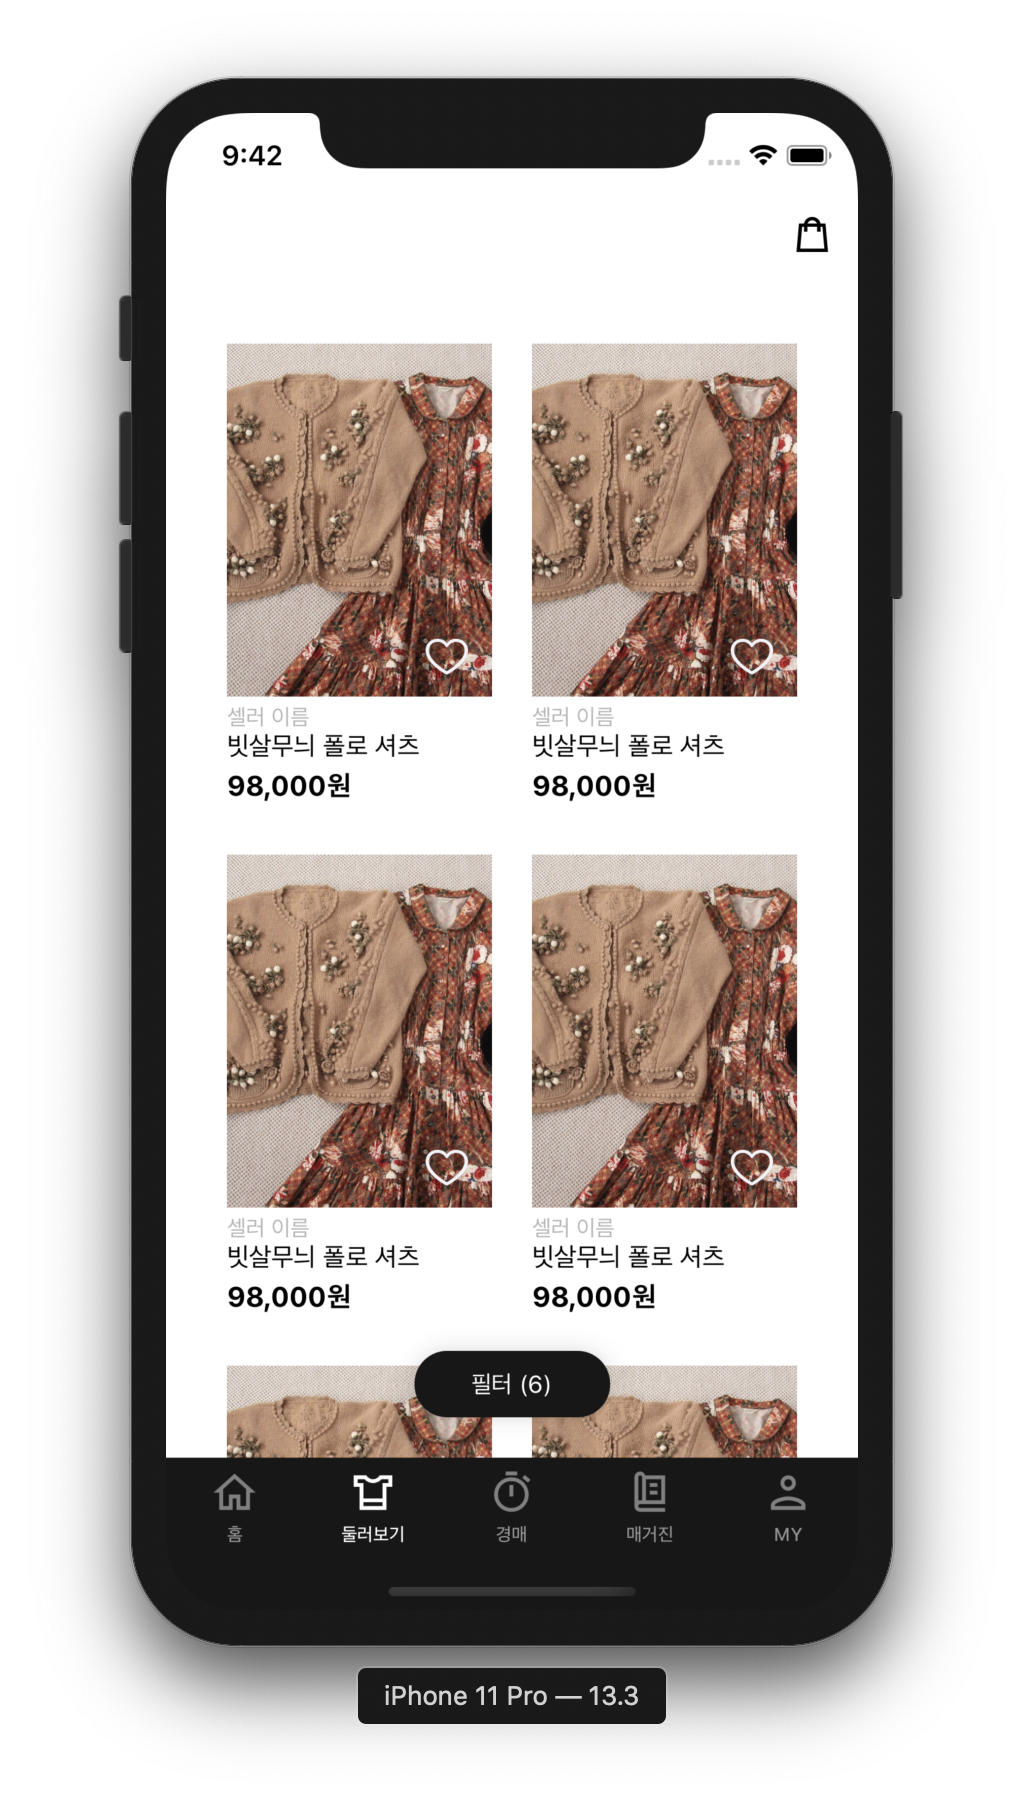 9:42
셀러 이름 셀러 이름
빗살무늬 폴로 셔츠 빗살무늬 폴로 셔츠
98,000원 98,000원
셀러 이름 셀러 이름
빗살무늬 폴로 셔츠 빗살무늬 폴로 셔츠
98,000원 98,000원
필터 (6)
홈 둘러보기 경매 매거진 MY
iPhone 11 Pro — 13.3